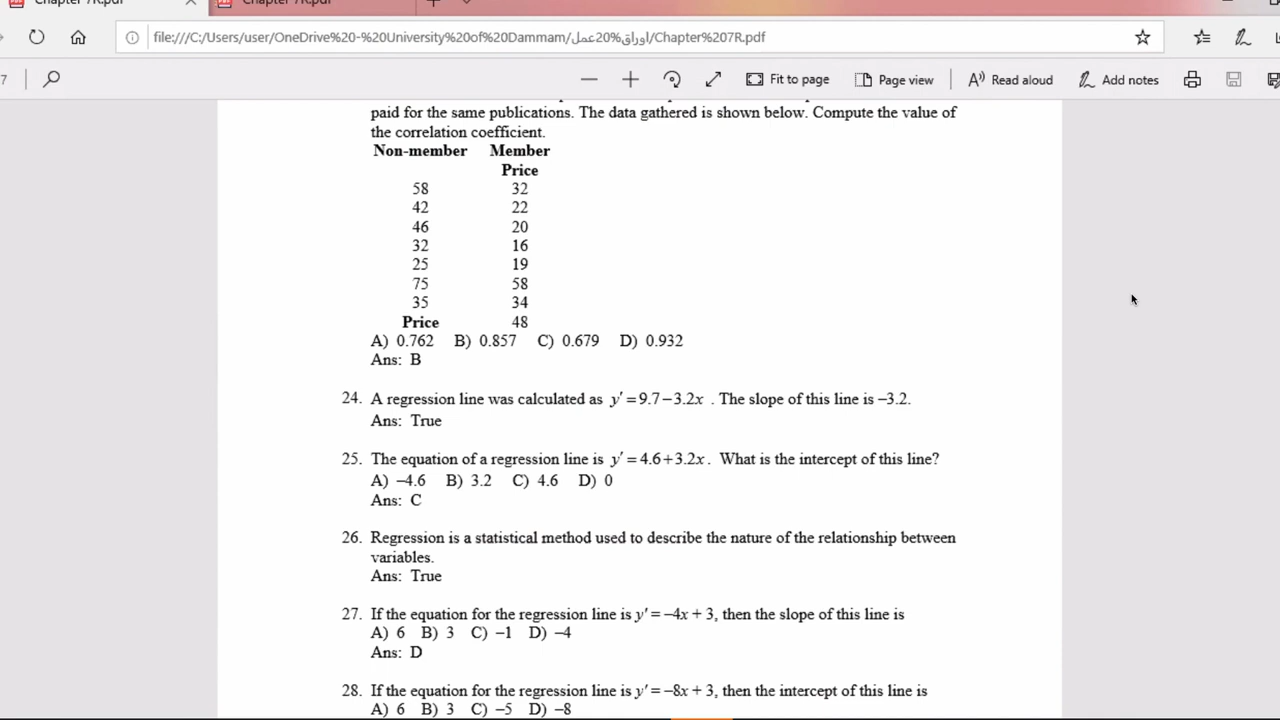 Chapter 7R.pdf
Chapter 7R.pdf
file:///C:/Users/user/OneDrive%20-%20University%20of%20Dammam/اوراق%20عمل/Chapter%207R.pdf
7
Fit to page
Page view
Read aloud
Add notes
paid for the same publications. The data gathered is shown below. Compute the value of
the correlation coefficient.
Non-member Member
Price
58 32
42 22
46 20
32 16
25 19
75 58
35 34
Price 48
A) 0.762 B) 0.857 C) 0.679 D) 0.932
Ans: B
24. A regression line was calculated as y′ = 9.7−3.2x . The slope of this line is −3.2.
Ans: True
25. The equation of a regression line is y′ = 4.6+3.2x. What is the intercept of this line?
A) −4.6 B) 3.2 C) 4.6 D) 0
Ans: C
26. Regression is a statistical method used to describe the nature of the relationship between
variables.
Ans: True
27. If the equation for the regression line is y′ = −4x + 3, then the slope of this line is
A) 6 B) 3 C) −1 D) −4
Ans: D
28. If the equation for the regression line is y′ = −8x + 3, then the intercept of this line is
A) 6 B) 3 C) −5 D) −8